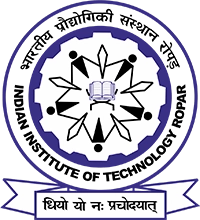 भारतीय प्रौद्योगिकी संस्थान रोपड़
INDIAN INSTITUTE OF TECHNOLOGY ROPAR
धियो यो नः प्रचोदयात्